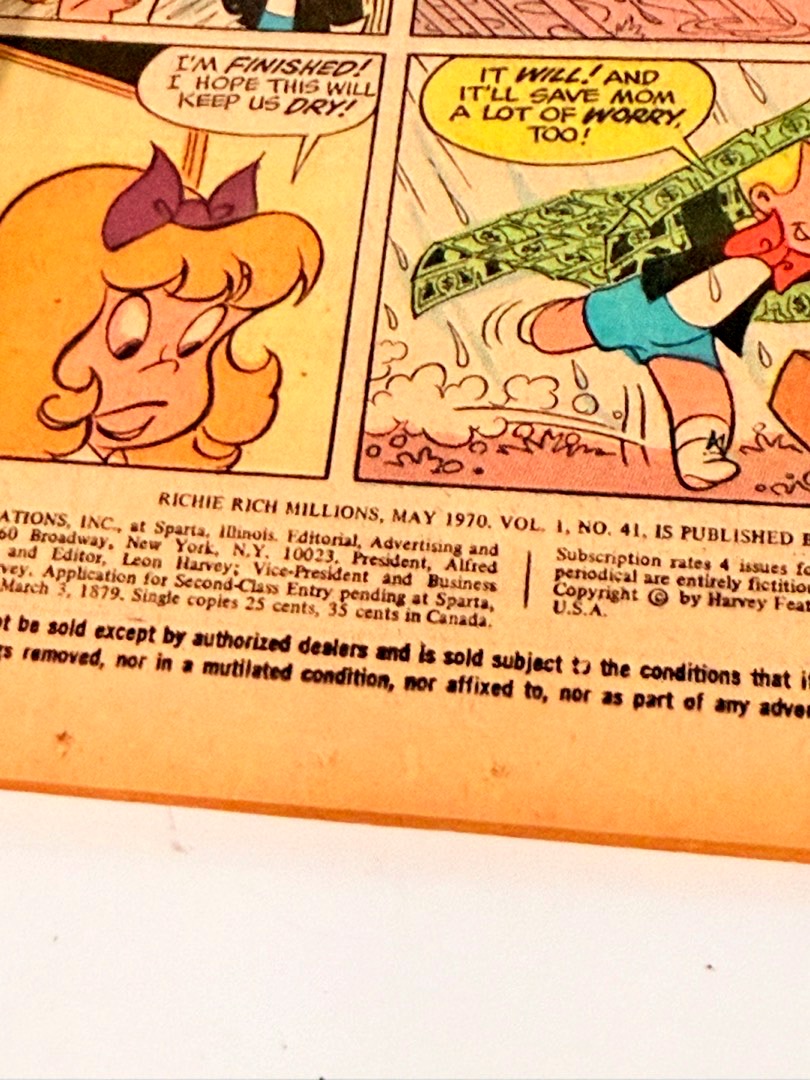 I'M FINISHED!
I HOPE THIS WILL
KEEP US DRY!
IT WILL! AND
IT'LL SAVE MOM
A LOT OF WORRY,
TOO!
RICHIE RICH MILLIONS, MAY 1970. VOL. 1, NO. 41, IS PUBLISHED
ATIONS, INC., at Sparta, Illinois. Editorial, Advertising and
60 Broadway, New York, N.Y. 10023. President, Alfred
and Editor, Leon Harvey; Vice-President and Business
vey. Application for Second-Class Entry pending at Sparta,
March 3, 1879. Single copies 25 cents, 35 cents in Canada.
Subscription rates 4 issues
periodical are entirely
Copyright © by Harvey
U.S.A.
be sold except by authorized dealers and is sold subject to the conditions that
removed, nor in a mutilated condition, nor affixed to, nor as part of any